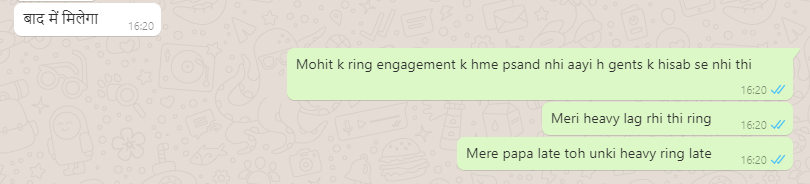 बाद में मिलेगा
16:20
Mohit k ring engagement k hme psand nhi aayi h gents k hisab se nhi thi
16:20
Meri heavy lag rhi thi ring
16:20
Mere papa late toh unki heavy ring late
16:20